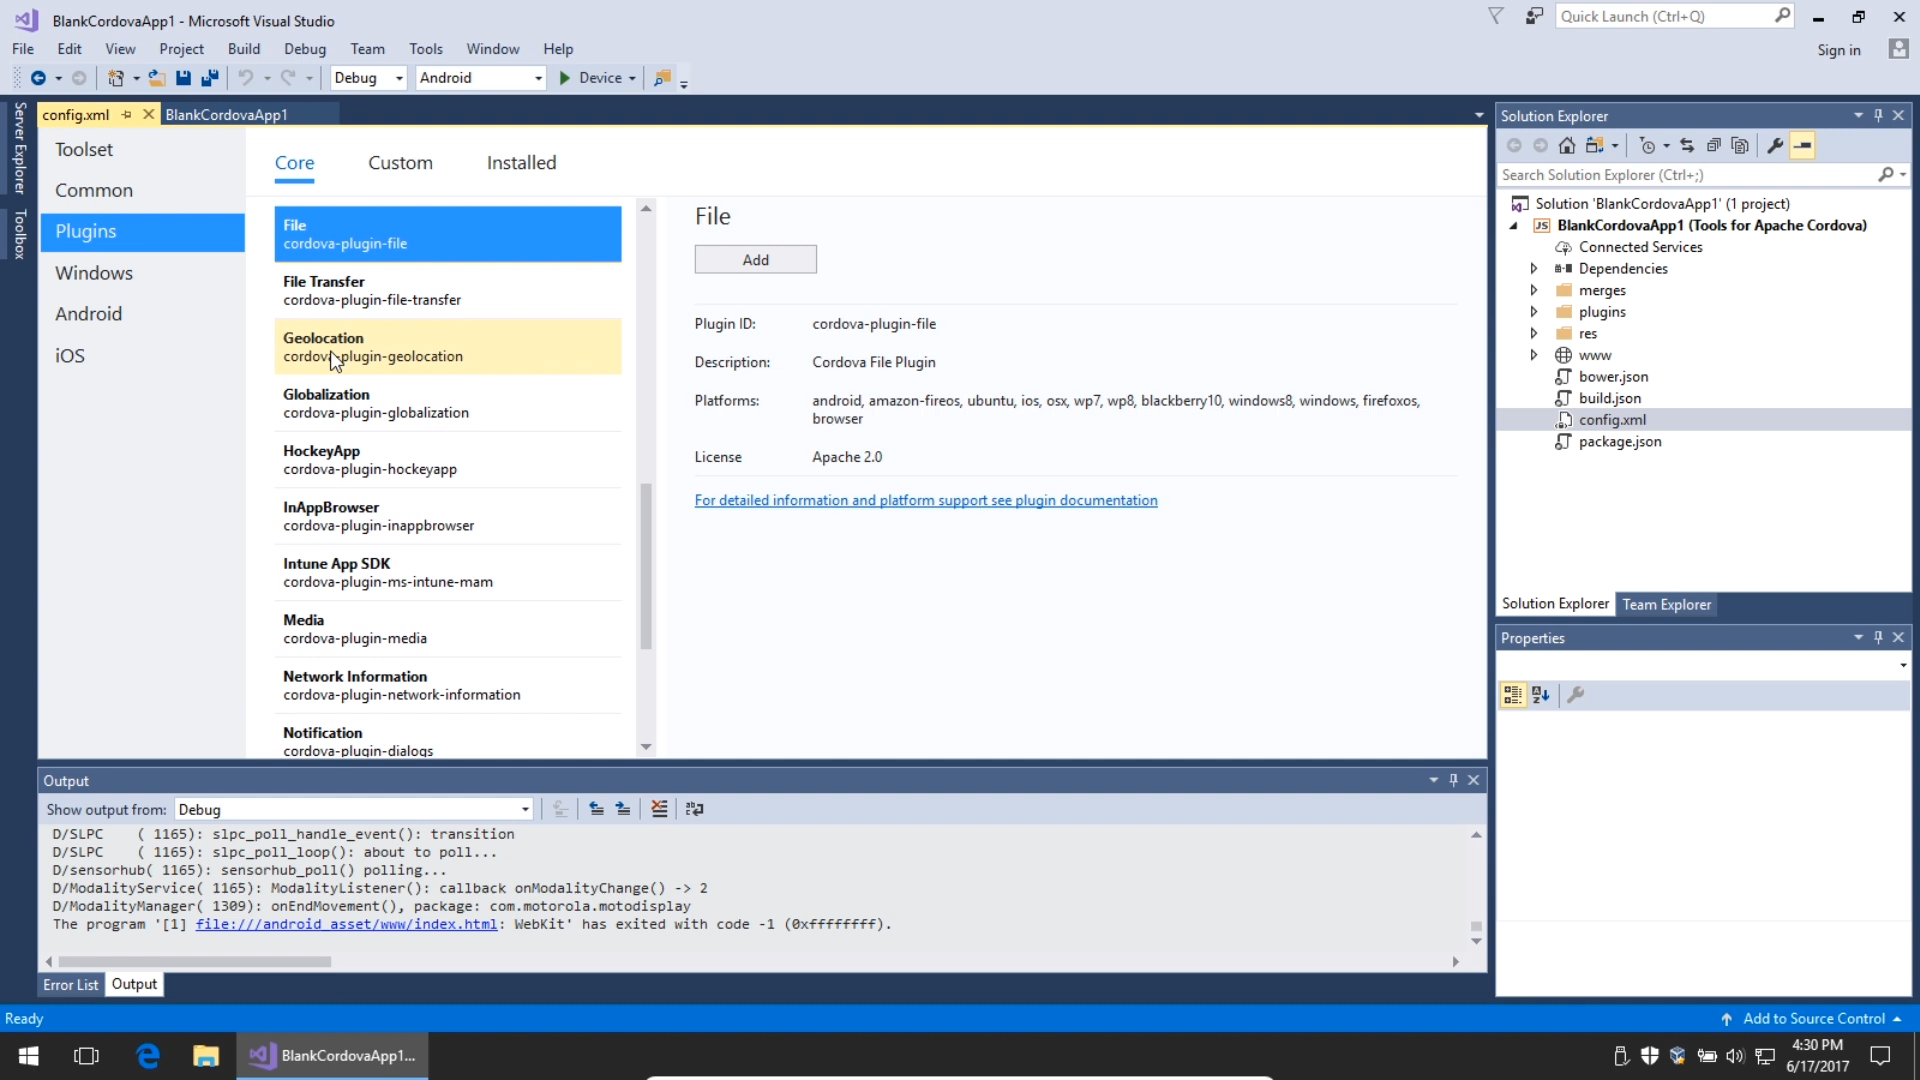 BlankCordovaApp1 - Microsoft Visual Studio
Quick Launch (Ctrl+Q)
File Edit View Project Build Debug Team Tools Window Help
Sign in
Debug Android Device
Server Explorer
Toolbox
config.xml BlankCordovaApp1
Toolset
Common
Plugins
Windows
Android
iOS
Core Custom Installed
File
cordova-plugin-file
File Transfer
cordova-plugin-file-transfer
Geolocation
cordova-plugin-geolocation
Globalization
cordova-plugin-globalization
HockeyApp
cordova-plugin-hockeyapp
InAppBrowser
cordova-plugin-inappbrowser
Intune App SDK
cordova-plugin-ms-intune-mam
Media
cordova-plugin-media
Network Information
cordova-plugin-network-information
Notification
cordova-plugin-dialogs
File
Add
Plugin ID: cordova-plugin-file
Description: Cordova File Plugin
Platforms: android, amazon-fireos, ubuntu, ios, osx, wp7, wp8, blackberry10, windows8, windows, firefoxos,
browser
License Apache 2.0
For detailed information and platform support see plugin documentation
Solution Explorer
Search Solution Explorer (Ctrl+;)
Solution 'BlankCordovaApp1' (1 project)
JS BlankCordovaApp1 (Tools for Apache Cordova)
Connected Services
Dependencies
merges
plugins
res
www
bower.json
build.json
config.xml
package.json
Solution Explorer Team Explorer
Properties
Output
Show output from: Debug
D/SLPC ( 1165): slpc_poll_handle_event(): transition
D/SLPC ( 1165): slpc_poll_loop(): about to poll...
D/sensorhub( 1165): sensorhub_poll() polling...
D/ModalityService( 1165): ModalityListener(): callback onModalityChange() -> 2
D/ModalityManager( 1309): onEndMovement(), package: com.motorola.motodisplay
The program '[1] file:///android_asset/www/index.html: WebKit' has exited with code -1 (0xffffffff).
Error List Output
Ready
Add to Source Control
BlankCordovaApp1...
4:30 PM
6/17/2017